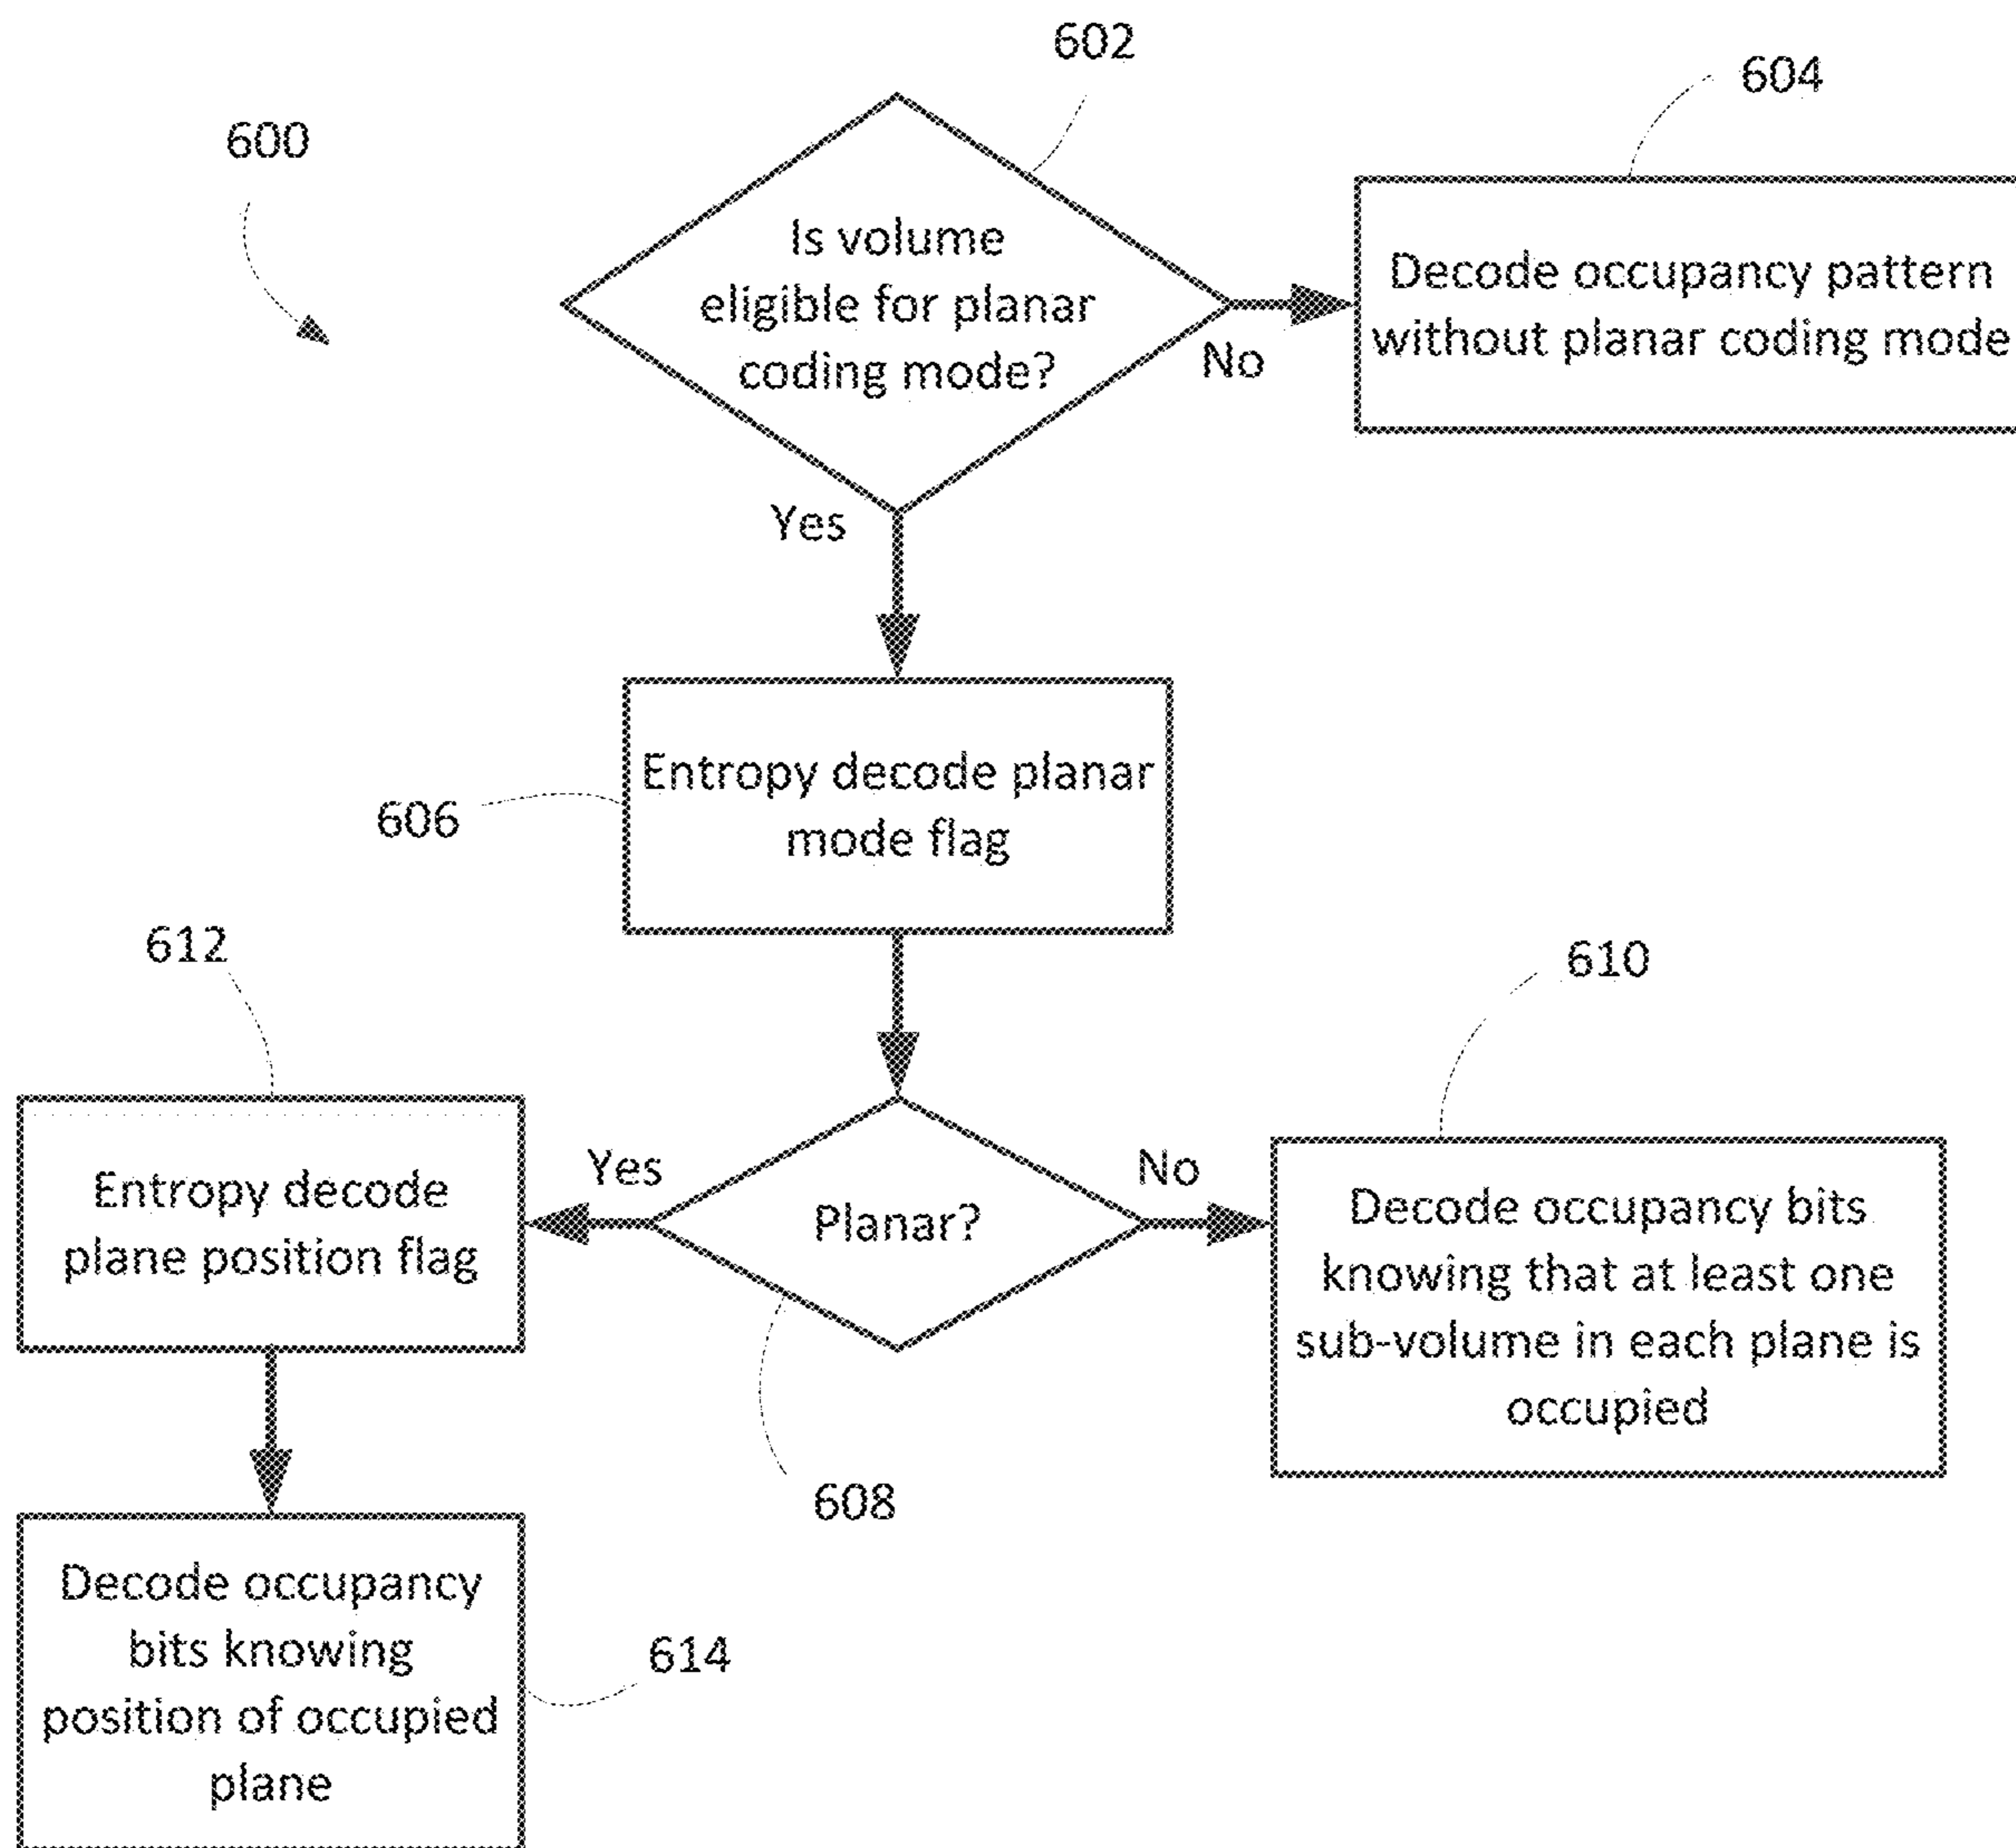 602
604
600
Is volume
eligible for planar
coding mode?
Decode occupancy pattern
without planar coding mode
No
Yes
Entropy decode planar
mode flag
606
612
610
Yes
No
Entropy decode
plane position flag
Planar?
Decode occupancy bits
knowing that at least one
sub-volume in each plane is
occupied
608
Decode occupancy
bits knowing
position of occupied
plane
614